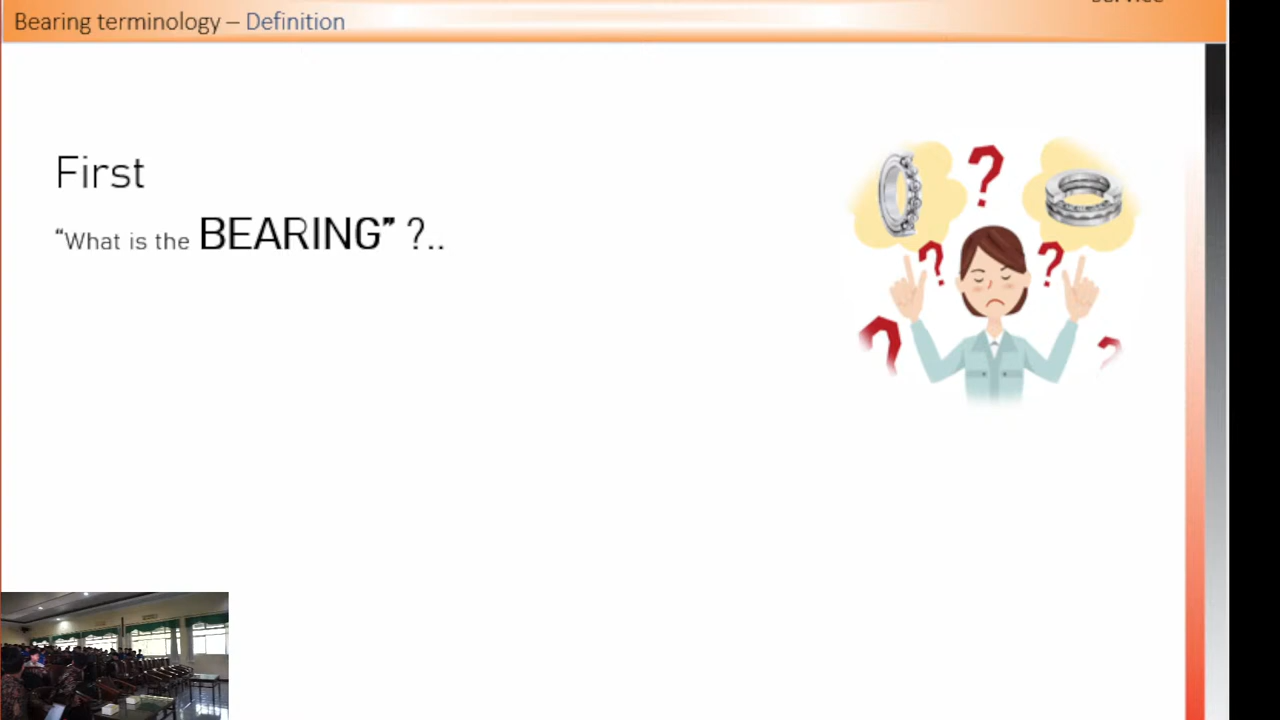 Bearing terminology – Definition
First
“What is the BEARING” ?..